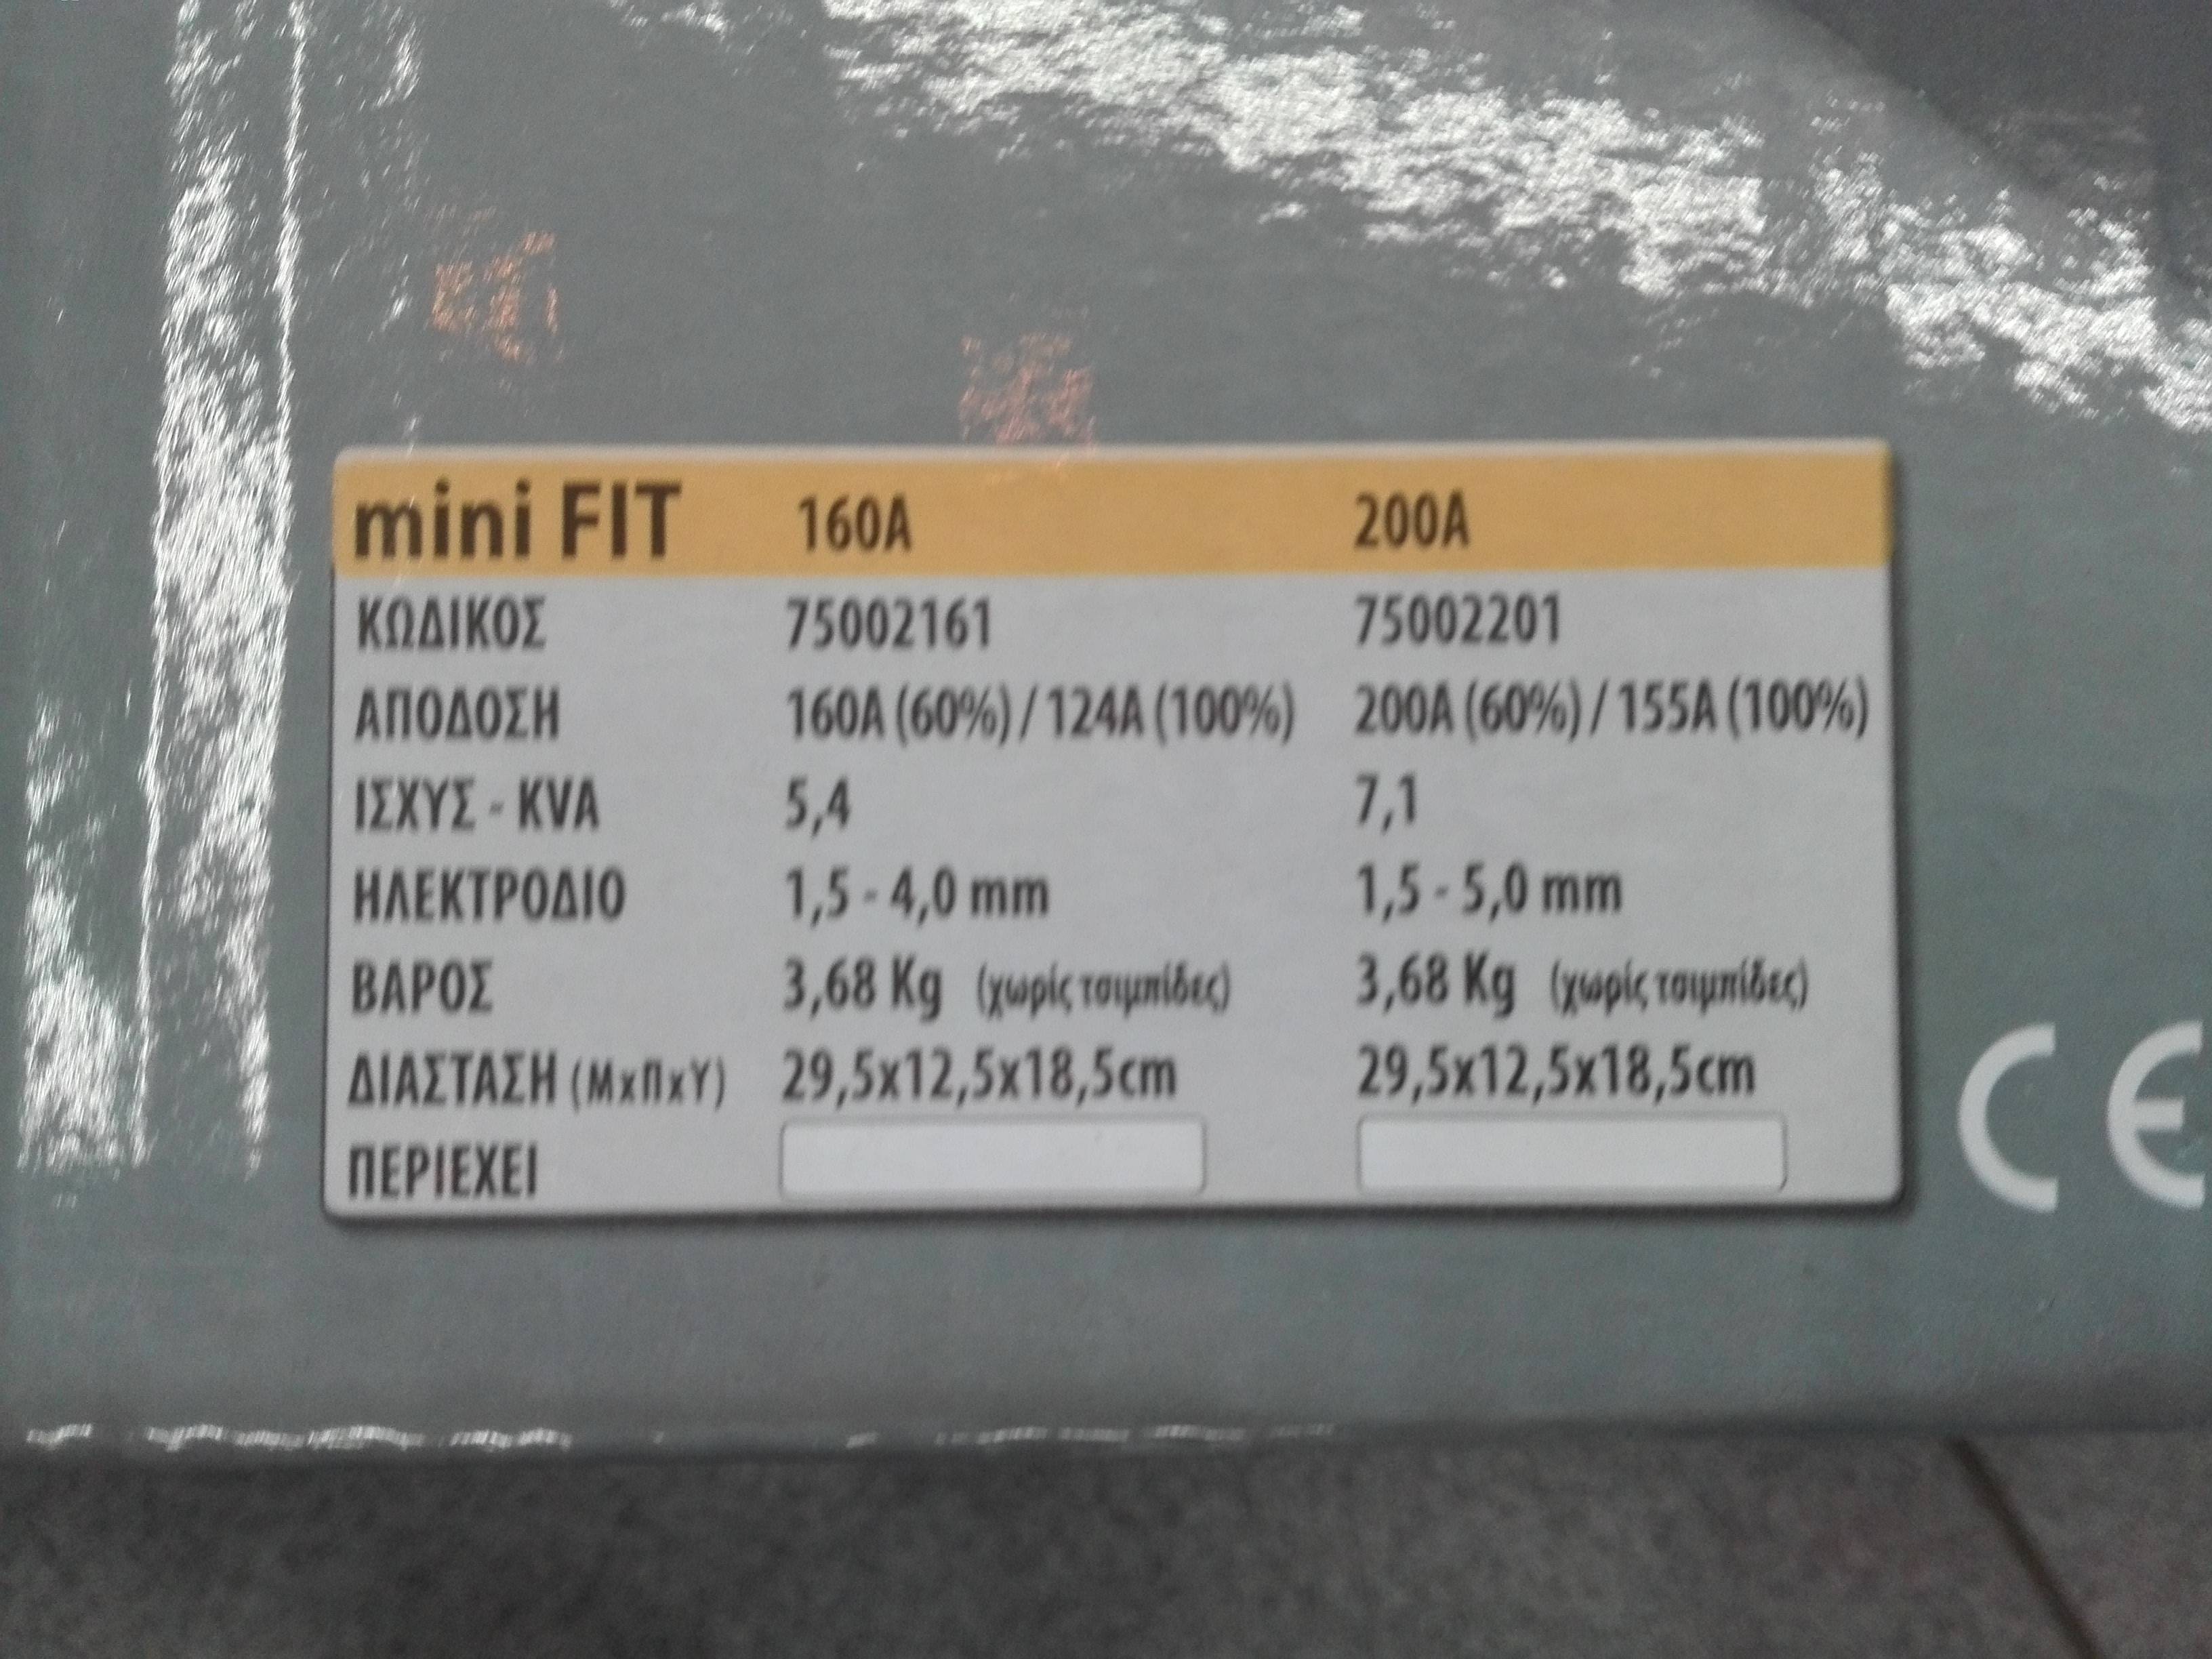 mini FIT 160A 200A
ΚΩΔΙΚΟΣ 75002161 75002201
ΑΠΟΔΟΣΗ 160A (60%) / 124A (100%) 200A (60%) / 155A (100%)
ΙΣΧΥΣ - KVA 5,4 7,1
ΗΛΕΚΤΡΟΔΙΟ 1,5 - 4,0 mm 1,5 - 5,0 mm
ΒΑΡΟΣ 3,68 Kg (χωρίς τσιμπίδες) 3,68 Kg (χωρίς τσιμπίδες)
ΔΙΑΣΤΑΣΗ (ΜxΠxΥ) 29,5x12,5x18,5cm 29,5x12,5x18,5cm
ΠΕΡΙΕΧΕΙ
CE